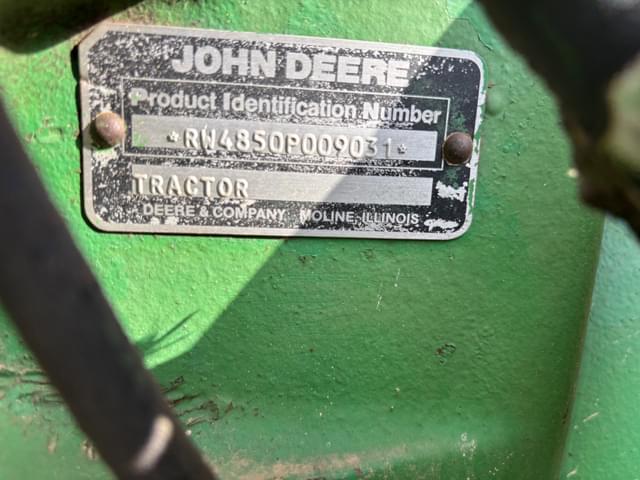 JOHN DEERE
Product Identification Number
*RW4850P009031*
TRACTOR
DEERE & COMPANY MOLINE, ILLINOIS